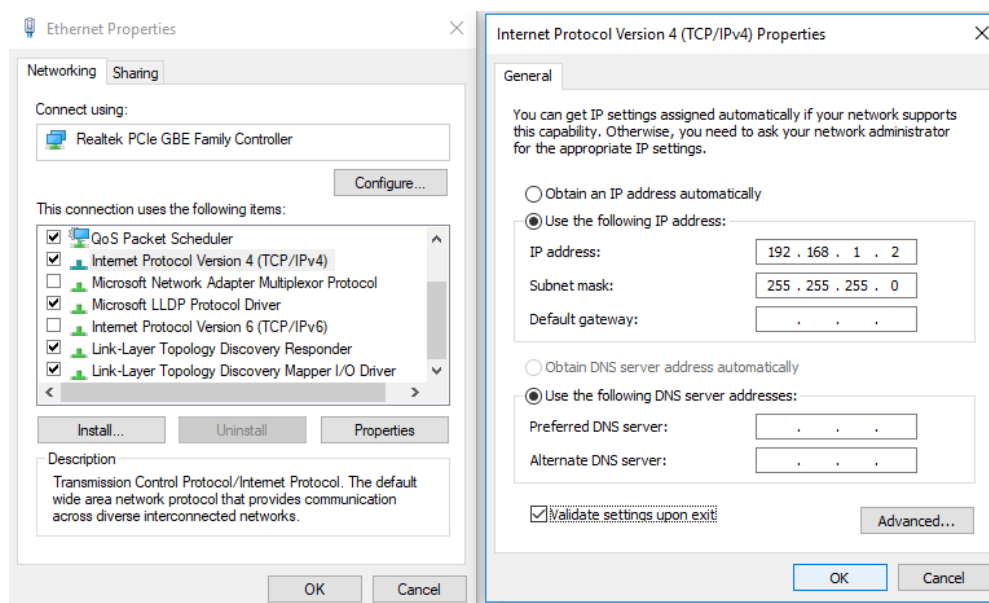 Ethernet Properties
Networking Sharing
Connect using:
Realtek PCIe GBE Family Controller
Configure...
This connection uses the following items:
QoS Packet Scheduler
Internet Protocol Version 4 (TCP/IPv4)
Microsoft Network Adapter Multiplexor Protocol
Microsoft LLDP Protocol Driver
Internet Protocol Version 6 (TCP/IPv6)
Link-Layer Topology Discovery Responder
Link-Layer Topology Discovery Mapper I/O Driver
Install... Uninstall Properties
Description
Transmission Control Protocol/Internet Protocol. The default
wide area network protocol that provides communication
across diverse interconnected networks.
OK Cancel
Internet Protocol Version 4 (TCP/IPv4) Properties
General
You can get IP settings assigned automatically if your network supports
this capability. Otherwise, you need to ask your network administrator
for the appropriate IP settings.
Obtain an IP address automatically
Use the following IP address:
IP address: 192 . 168 . 1 . 2
Subnet mask: 255 . 255 . 255 . 0
Default gateway: . . .
Obtain DNS server address automatically
Use the following DNS server addresses:
Preferred DNS server: . . .
Alternate DNS server: . . .
Validate settings upon exit
Advanced...
OK Cancel